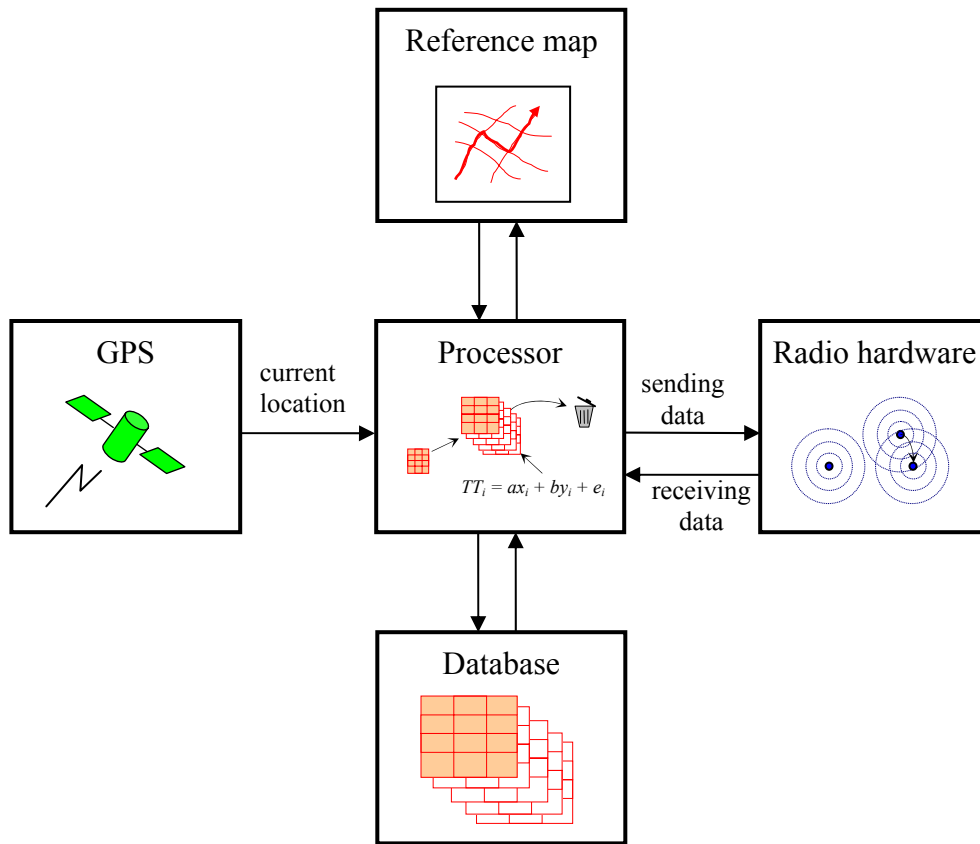 Reference map
GPS
current
location
Processor
TTᵢ = axᵢ + byᵢ + eᵢ
sending
data
receiving
data
Radio hardware
Database